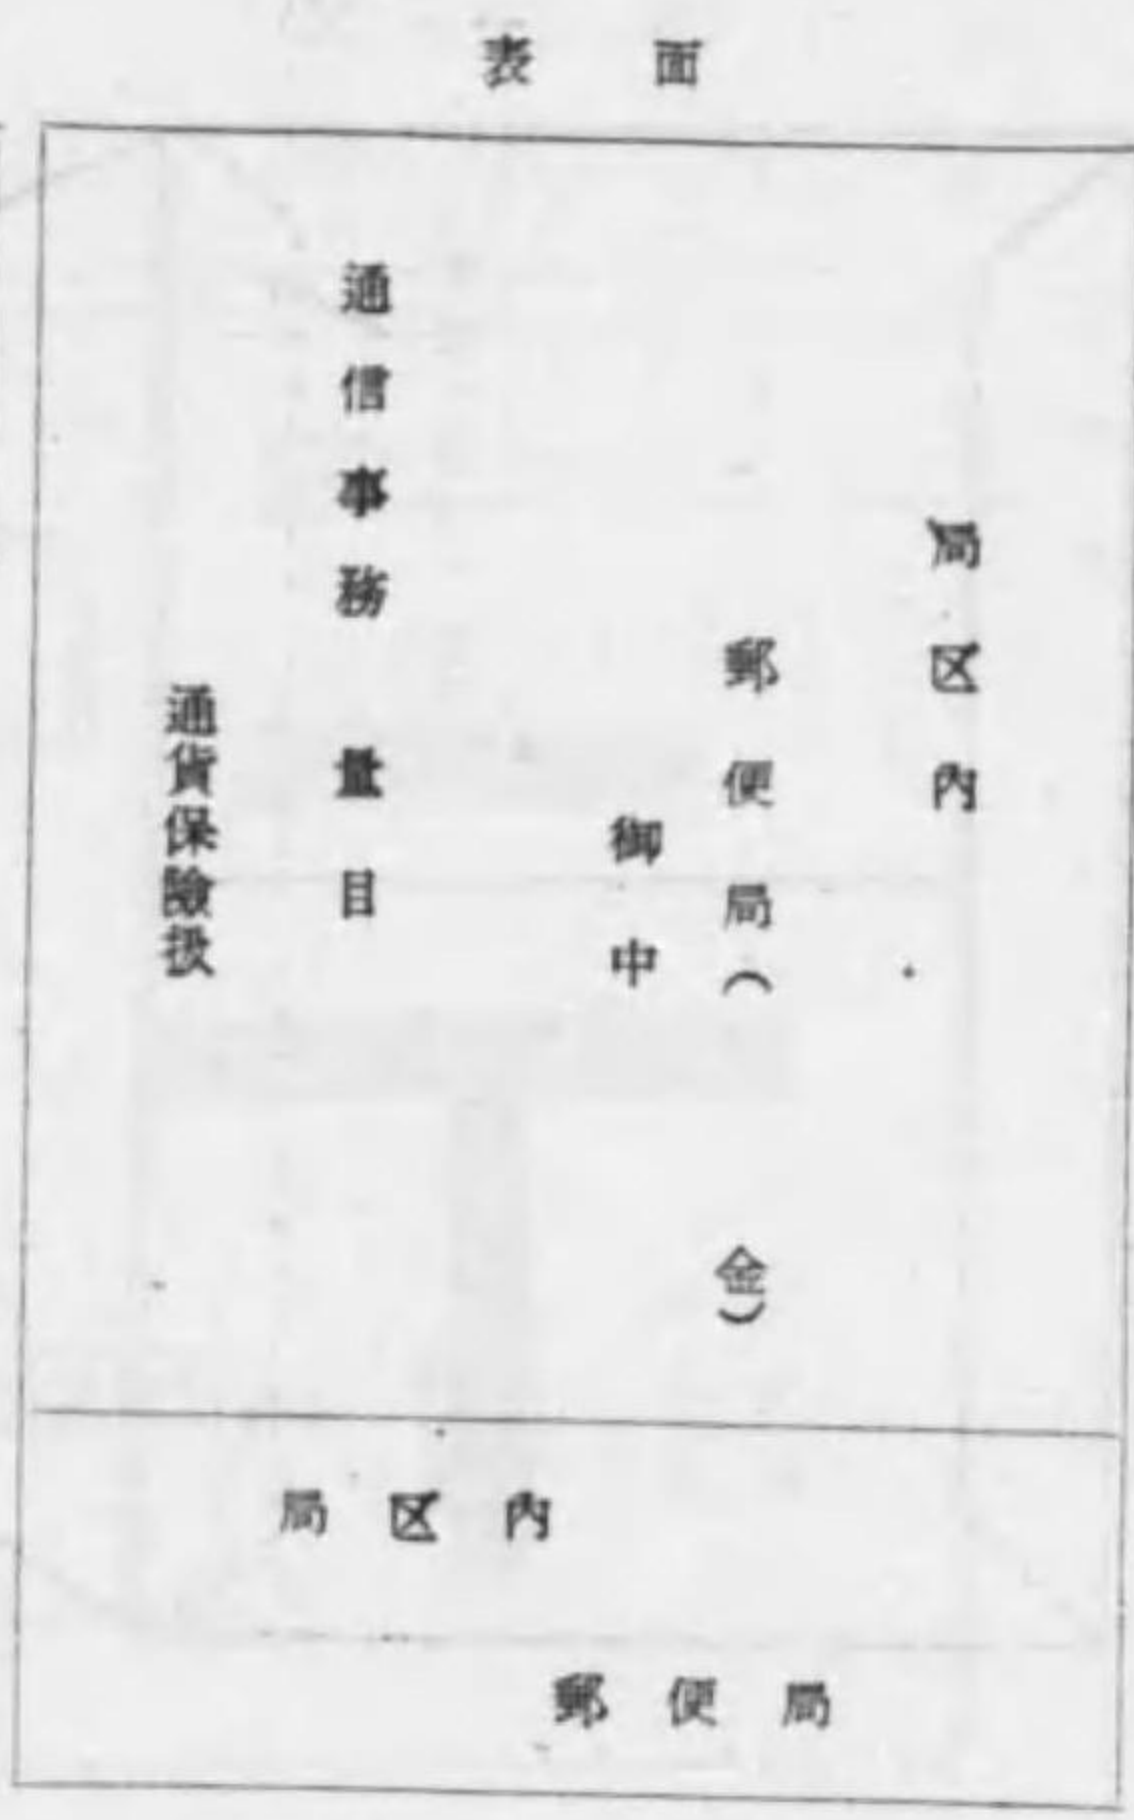 表面
局区内
郵便局（　金）
御中
通信事務　量目
通貨保險扱
局区内
郵便局